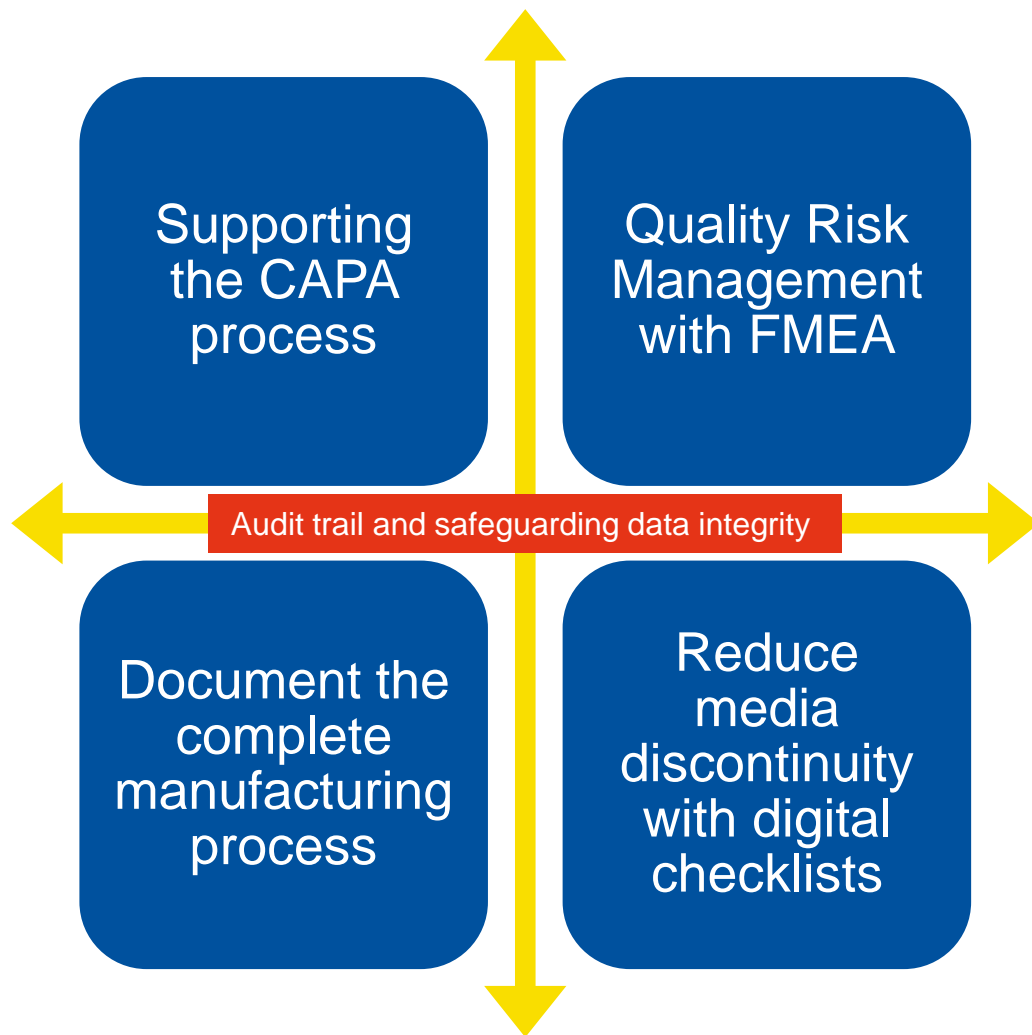 Supporting
the CAPA
process
Quality Risk
Management
with FMEA
Audit trail and safeguarding data integrity
Document the
complete
manufacturing
process
Reduce
media
discontinuity
with digital
checklists